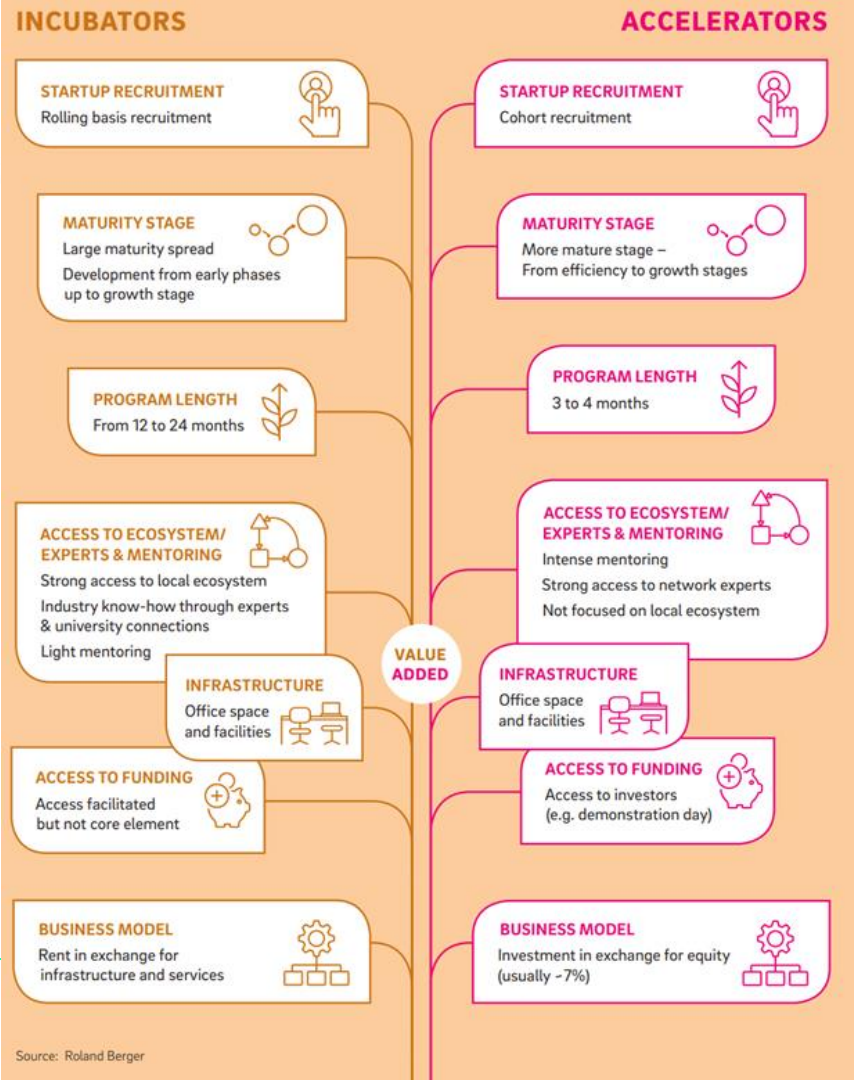 INCUBATORS
STARTUP RECRUITMENT
Rolling basis recruitment
MATURITY STAGE
Large maturity spread
Development from early phases
up to growth stage
PROGRAM LENGTH
From 12 to 24 months
ACCESS TO ECOSYSTEM/
EXPERTS & MENTORING
Strong access to local ecosystem
Industry know-how through experts
& university connections
Light mentoring
INFRASTRUCTURE
Office space
and facilities
ACCESS TO FUNDING
Access facilitated
but not core element
BUSINESS MODEL
Rent in exchange for
infrastructure and services
VALUE
ADDED
ACCELERATORS
STARTUP RECRUITMENT
Cohort recruitment
MATURITY STAGE
More mature stage –
From efficiency to growth stages
PROGRAM LENGTH
3 to 4 months
ACCESS TO ECOSYSTEM/
EXPERTS & MENTORING
Intense mentoring
Strong access to network experts
Not focused on local ecosystem
INFRASTRUCTURE
Office space
and facilities
ACCESS TO FUNDING
Access to investors
(e.g. demonstration day)
BUSINESS MODEL
Investment in exchange for equity
(usually ~7%)
Source: Roland Berger